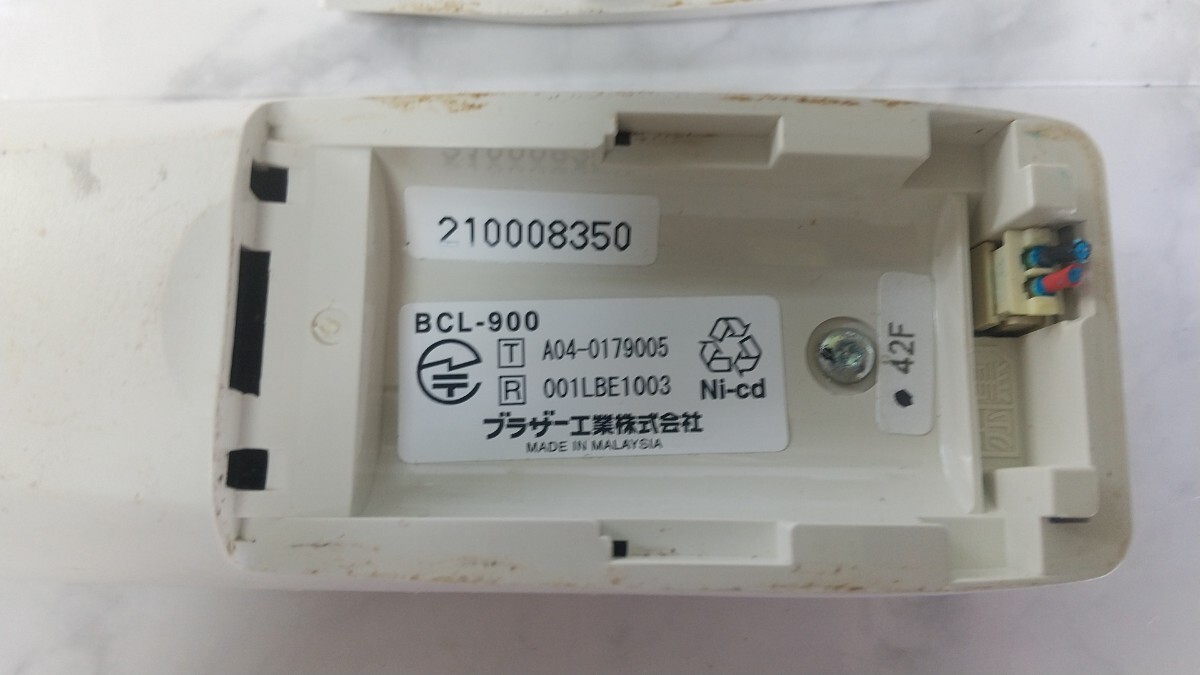 210008350
BCL-900
T A04-0179005
R 001LBE1003
Ni-cd
ブラザー工業株式会社
MADE IN MALAYSIA
42F